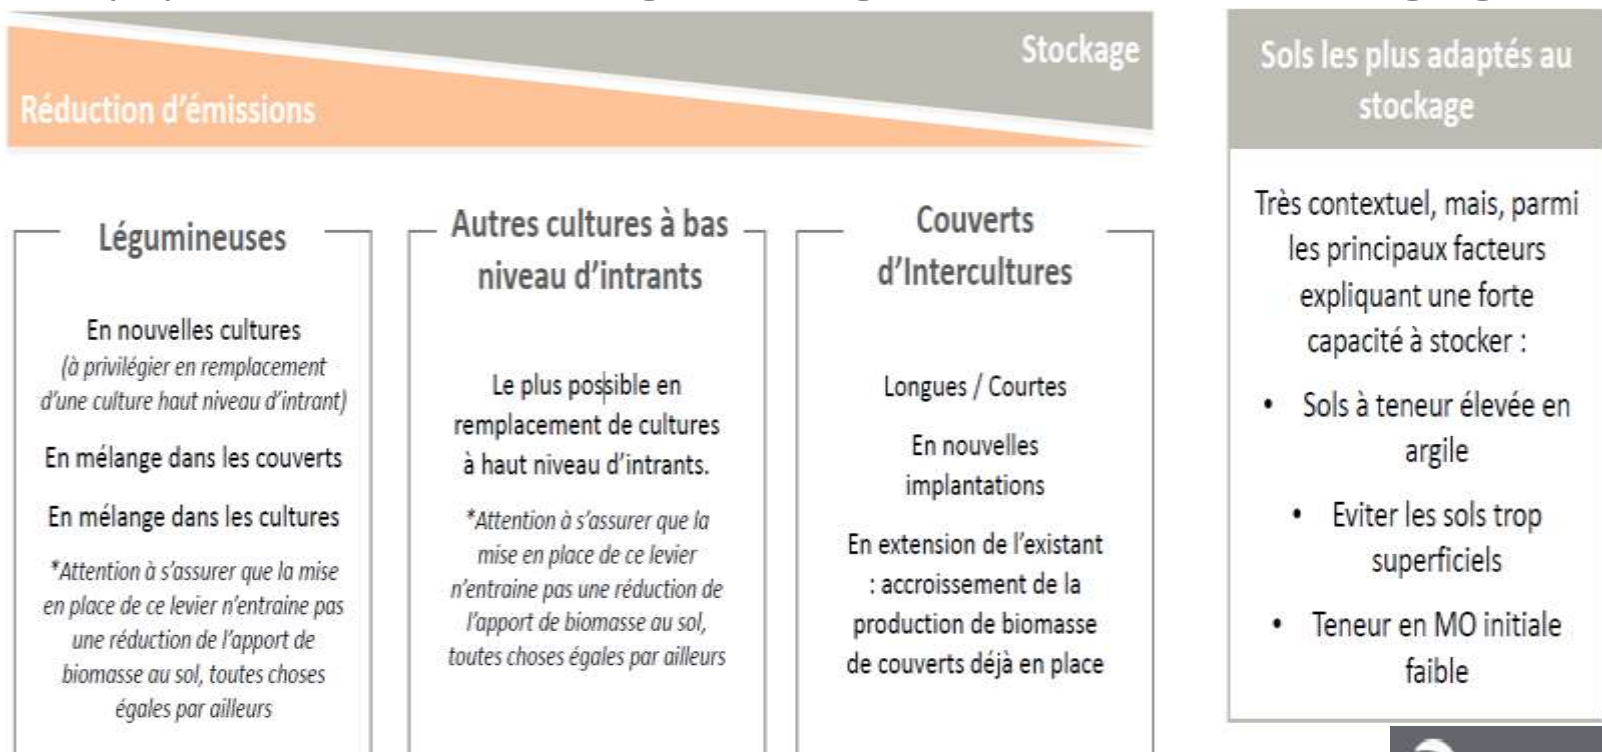 Stockage
Réduction d'émissions
Légumineuses
En nouvelles cultures
(à privilégier en remplacement
d'une culture haut niveau d'intrant)
En mélange dans les couverts
En mélange dans les cultures
*Attention à s'assurer que la mise
en place de ce levier n'entraine pas
une réduction de l'apport de
biomasse au sol, toutes choses
égales par ailleurs
Autres cultures à bas
niveau d'intrants
Le plus possible en
remplacement de cultures
à haut niveau d'intrants.
*Attention à s'assurer que la
mise en place de ce levier
n'entraine pas une réduction de
l'apport de biomasse au sol,
toutes choses égales par ailleurs
Couverts
d'Intercultures
Longues / Courtes
En nouvelles
implantations
En extension de l'existant
: accroissement de la
production de biomasse
de couverts déjà en place
Sols les plus adaptés au
stockage
Très contextuel, mais, parmi
les principaux facteurs
expliquant une forte
capacité à stocker :
• Sols à teneur élevée en
argile
• Eviter les sols trop
superficiels
• Teneur en MO initiale
faible